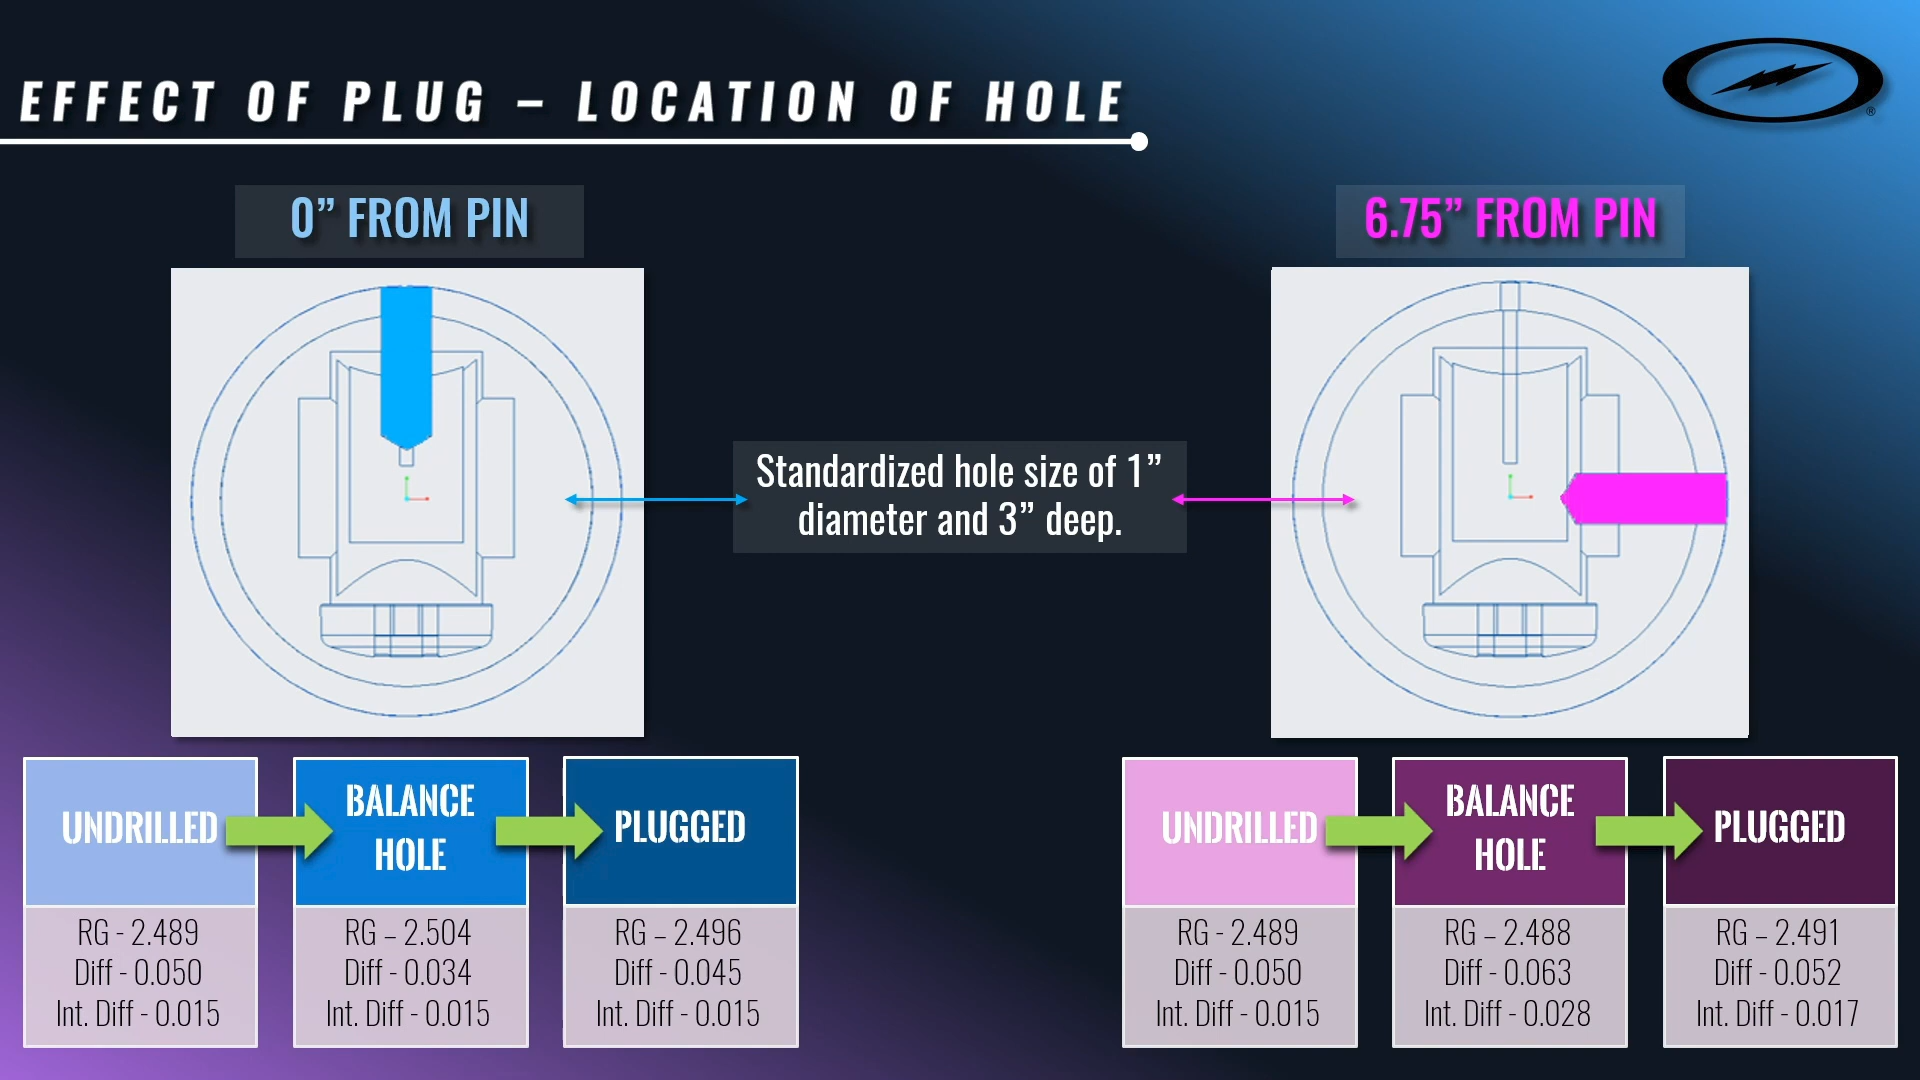 EFFECT OF PLUG – LOCATION OF HOLE
®
0” FROM PIN
6.75” FROM PIN
Standardized hole size of 1”
diameter and 3” deep.
UNDRILLED
BALANCE
HOLE
PLUGGED
RG - 2.489
Diff - 0.050
Int. Diff - 0.015
RG – 2.504
Diff - 0.034
Int. Diff - 0.015
RG – 2.496
Diff - 0.045
Int. Diff - 0.015
UNDRILLED
BALANCE
HOLE
PLUGGED
RG - 2.489
Diff - 0.050
Int. Diff - 0.015
RG – 2.488
Diff - 0.063
Int. Diff - 0.028
RG – 2.491
Diff - 0.052
Int. Diff - 0.017